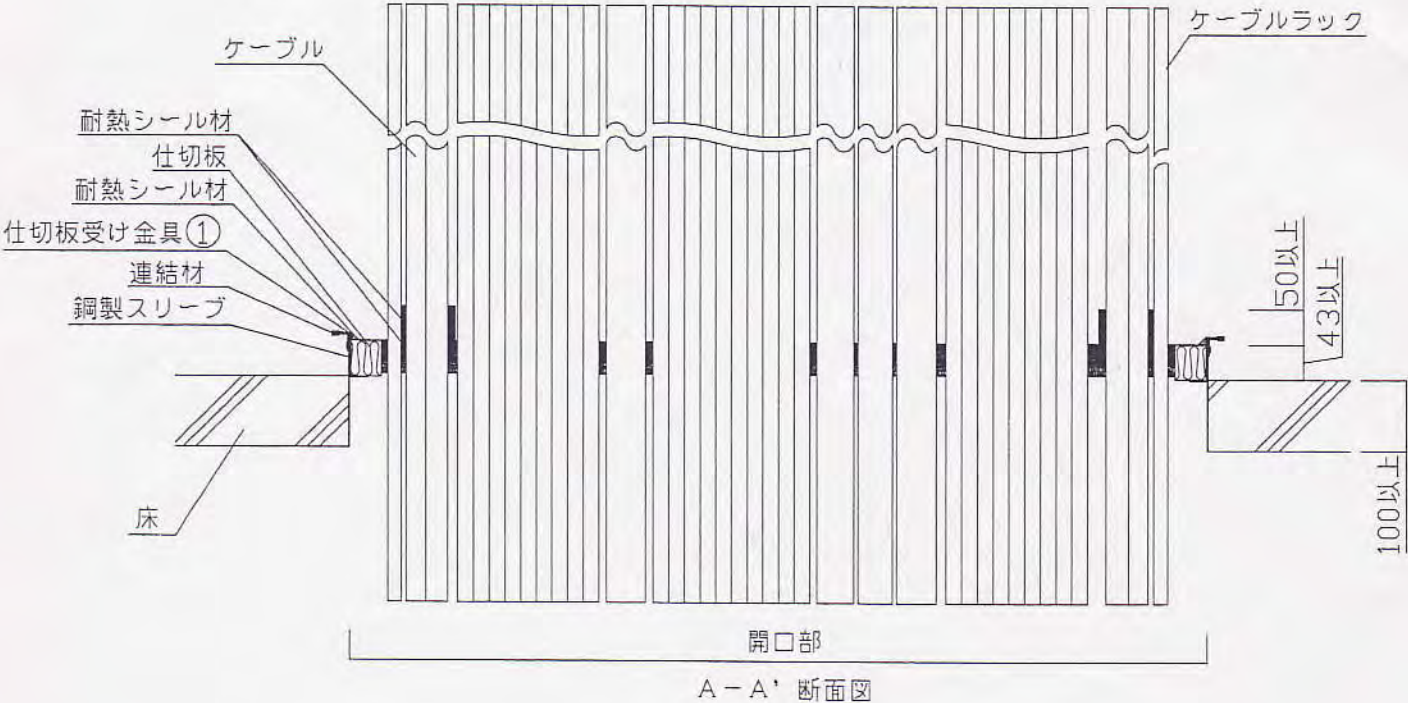 ケーブルラック
ケーブル
耐熱シール材
仕切板
耐熱シール材
仕切板受け金具①
連結材
鋼製スリーブ
50以上
43以上
床
100以上
開口部
A-A' 断面図